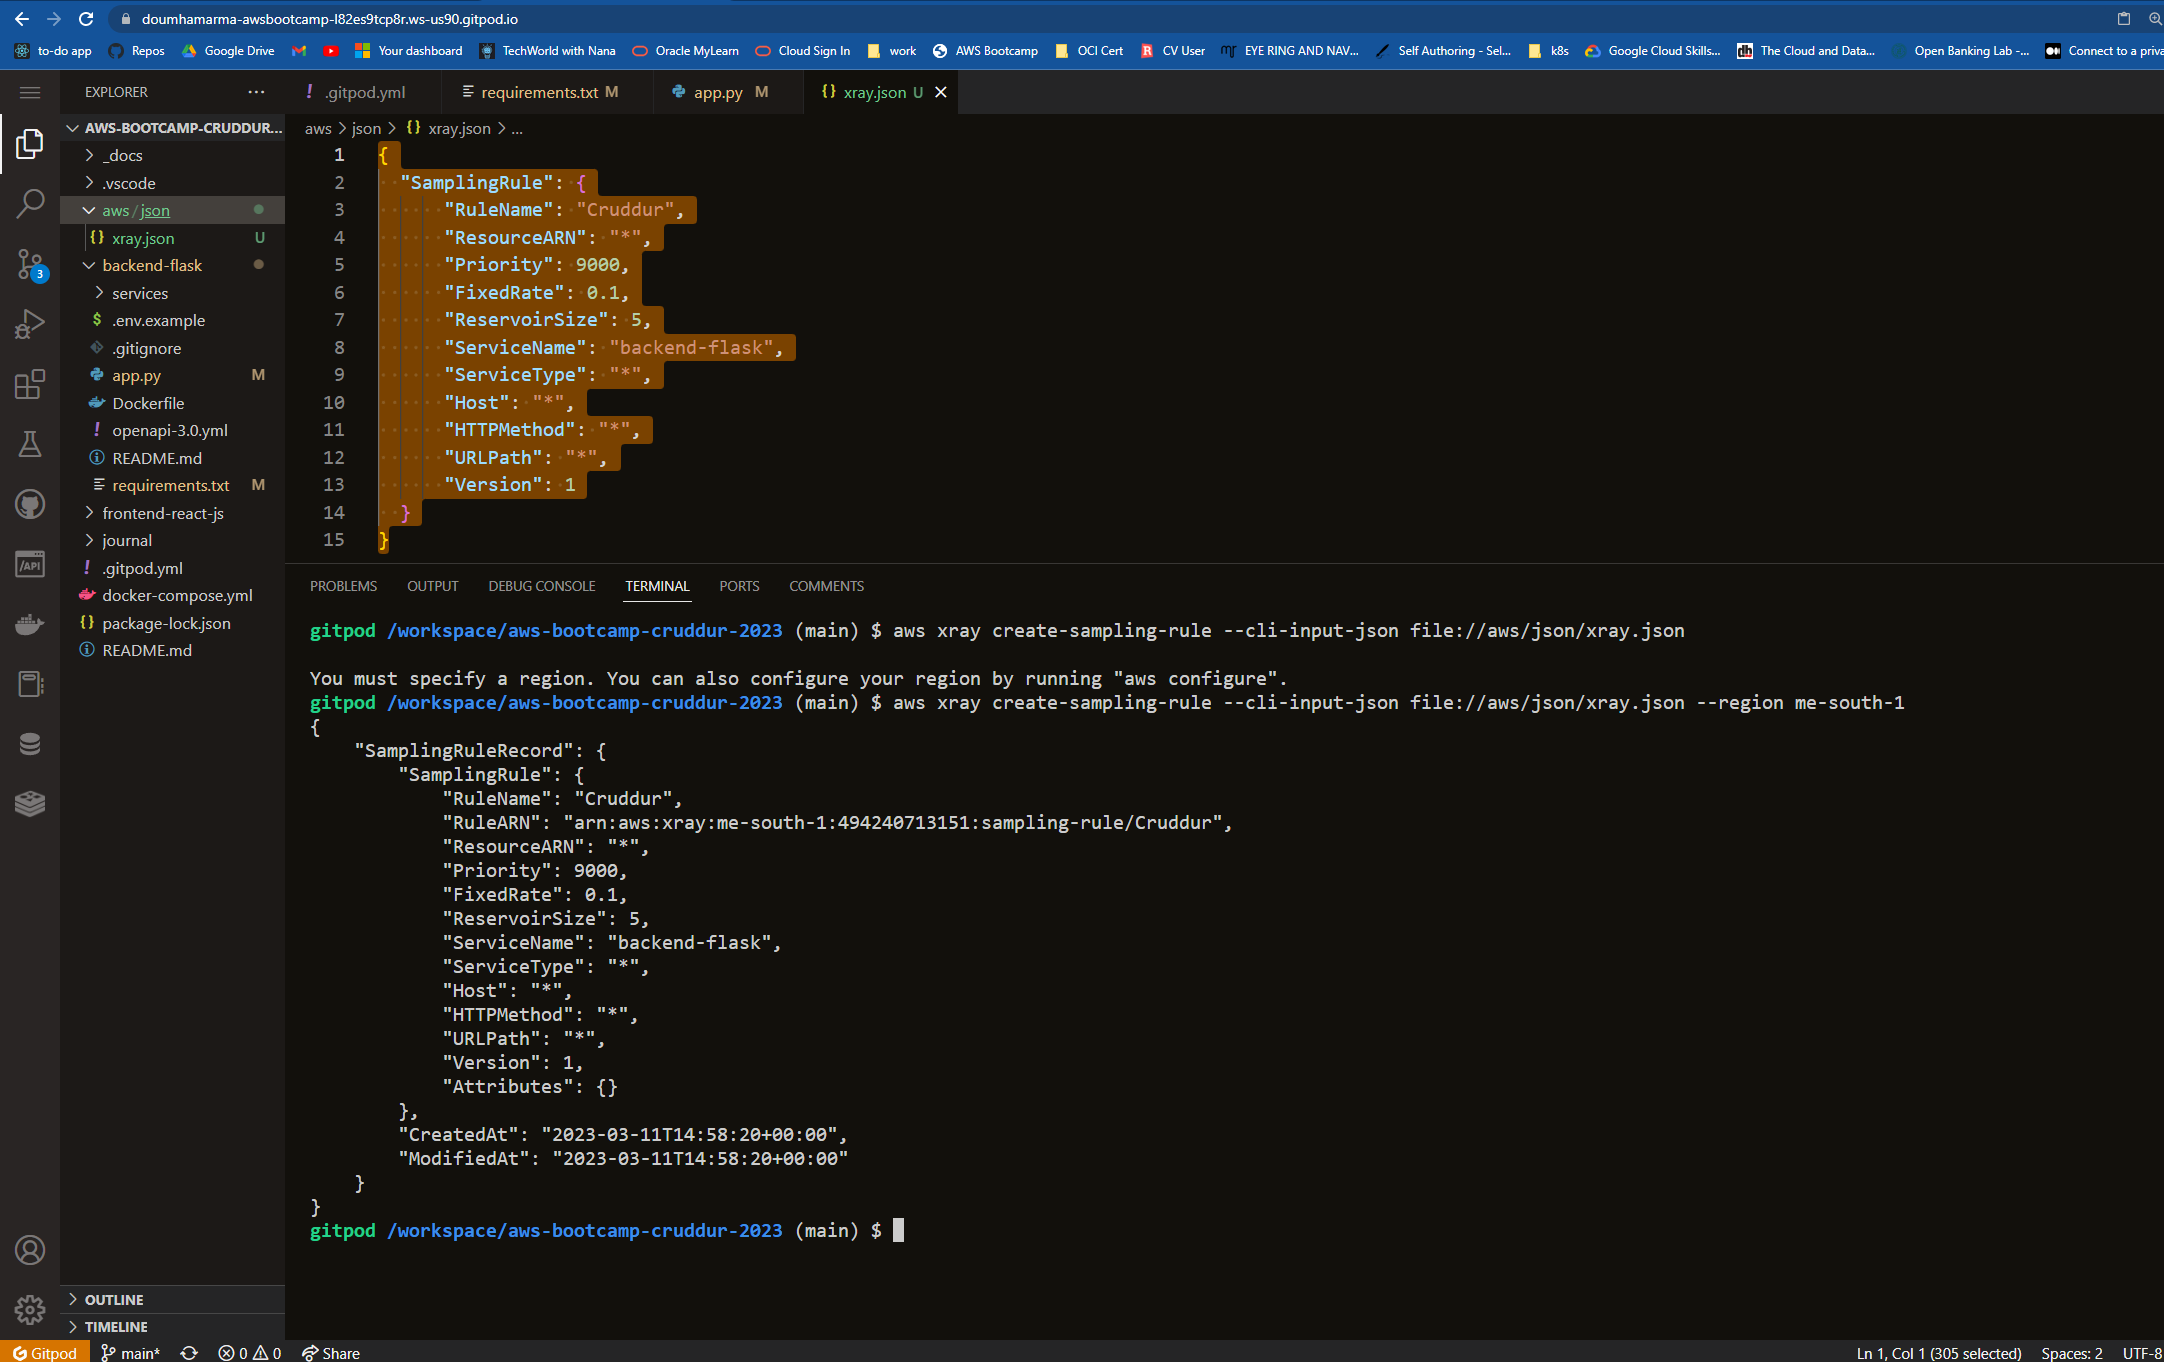 doumhamarma-awsbootcamp-l82es9tcp8r.ws-us90.gitpod.io
to-do app Repos Google Drive Your dashboard TechWorld with Nana Oracle MyLearn Cloud Sign In work AWS Bootcamp OCI Cert CV User EYE RING AND NAV... Self Authoring - Sel... k8s Google Cloud Skills... The Cloud and Data... Open Banking Lab -... Connect to a priva
EXPLORER ··· ! .gitpod.yml requirements.txt M app.py M {} xray.json U
AWS-BOOTCAMP-CRUDDUR...
_docs
.vscode
aws/json
{} xray.json U
backend-flask
services
$ .env.example
.gitignore
app.py M
Dockerfile
! openapi-3.0.yml
README.md
requirements.txt M
frontend-react-js
journal
! .gitpod.yml
docker-compose.yml
{} package-lock.json
README.md
3
/API
OUTLINE
TIMELINE
aws > json > {} xray.json > ...
1 {
2 "SamplingRule": {
3 "RuleName": "Cruddur",
4 "ResourceARN": "*",
5 "Priority": 9000,
6 "FixedRate": 0.1,
7 "ReservoirSize": 5,
8 "ServiceName": "backend-flask",
9 "ServiceType": "*",
10 "Host": "*",
11 "HTTPMethod": "*",
12 "URLPath": "*",
13 "Version": 1
14 }
15 }
PROBLEMS OUTPUT DEBUG CONSOLE TERMINAL PORTS COMMENTS
gitpod /workspace/aws-bootcamp-cruddur-2023 (main) $ aws xray create-sampling-rule --cli-input-json file://aws/json/xray.json
You must specify a region. You can also configure your region by running "aws configure".
gitpod /workspace/aws-bootcamp-cruddur-2023 (main) $ aws xray create-sampling-rule --cli-input-json file://aws/json/xray.json --region me-south-1
{
"SamplingRuleRecord": {
"SamplingRule": {
"RuleName": "Cruddur",
"RuleARN": "arn:aws:xray:me-south-1:494240713151:sampling-rule/Cruddur",
"ResourceARN": "*",
"Priority": 9000,
"FixedRate": 0.1,
"ReservoirSize": 5,
"ServiceName": "backend-flask",
"ServiceType": "*",
"Host": "*",
"HTTPMethod": "*",
"URLPath": "*",
"Version": 1,
"Attributes": {}
},
"CreatedAt": "2023-03-11T14:58:20+00:00",
"ModifiedAt": "2023-03-11T14:58:20+00:00"
}
}
gitpod /workspace/aws-bootcamp-cruddur-2023 (main) $
Gitpod main* 0 0 Share Ln 1, Col 1 (305 selected) Spaces: 2 UTF-8